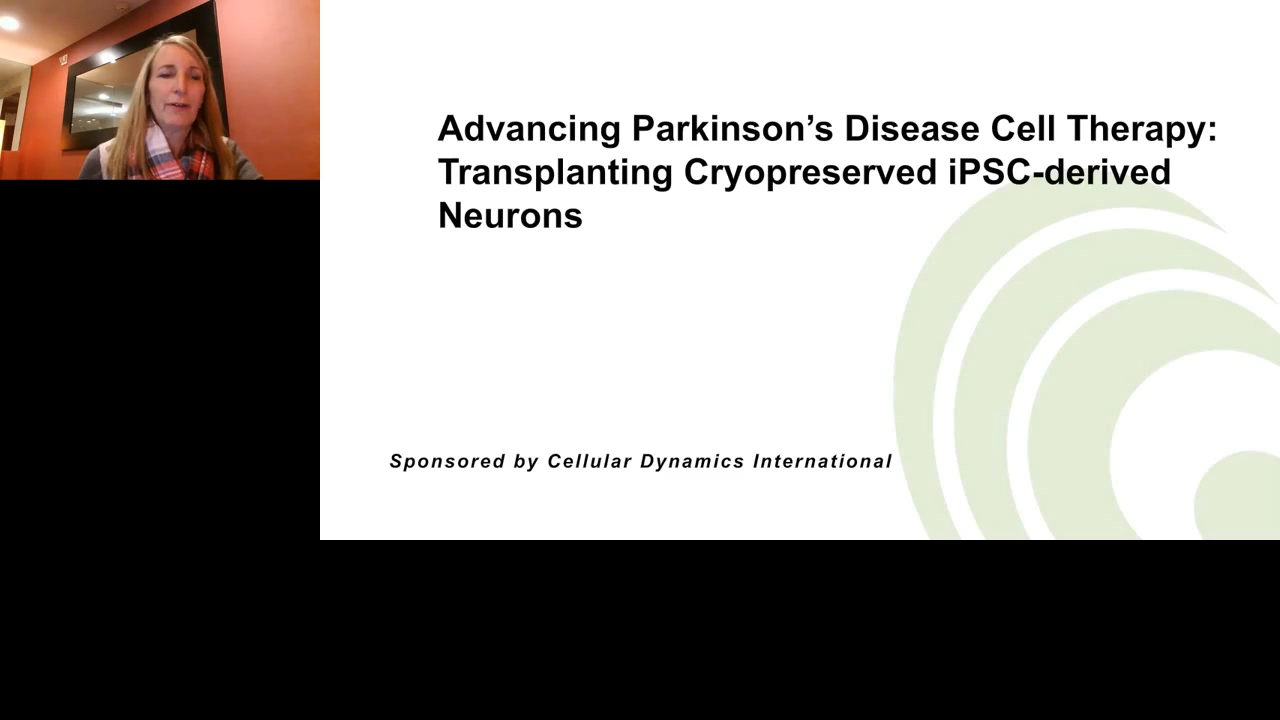 Advancing Parkinson’s Disease Cell Therapy:
Transplanting Cryopreserved iPSC-derived
Neurons
Sponsored by Cellular Dynamics International